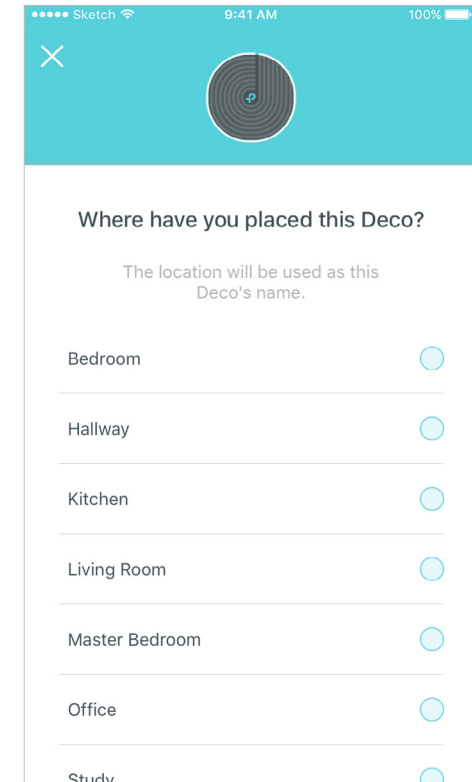 Sketch 9:41 AM 100%
Where have you placed this Deco?
The location will be used as this
Deco's name.
Bedroom
Hallway
Kitchen
Living Room
Master Bedroom
Office
Study